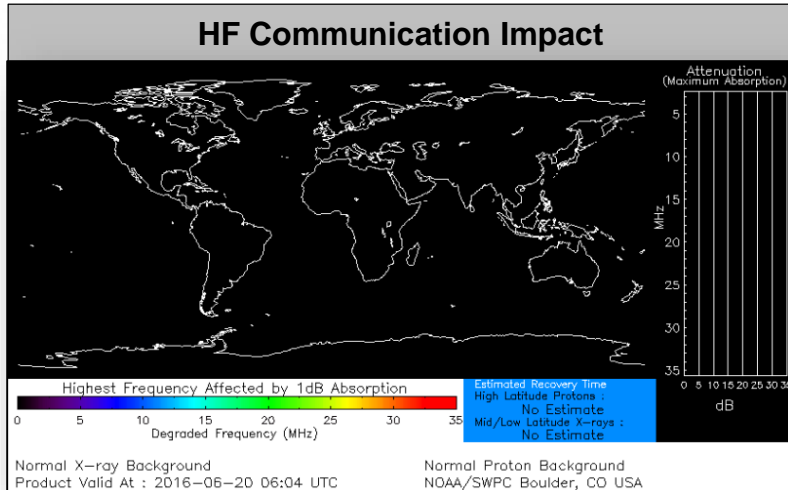 HF Communication Impact
Attenuation
(Maximum Absorption)
5
10
15
20
25
30
35
MHz
0 5 10 15 20 25 30 35
dB
Highest Frequency Affected by 1dB Absorption
0 5 10 15 20 25 30 35
Degraded Frequency (MHz)
Estimated Recovery Time
High Latitude Protons :
No Estimate
Mid/Low Latitude X-rays :
No Estimate
Normal X-ray Background
Normal Proton Background
Product Valid At : 2016-06-20 06:04 UTC
NOAA/SWPC Boulder, CO USA